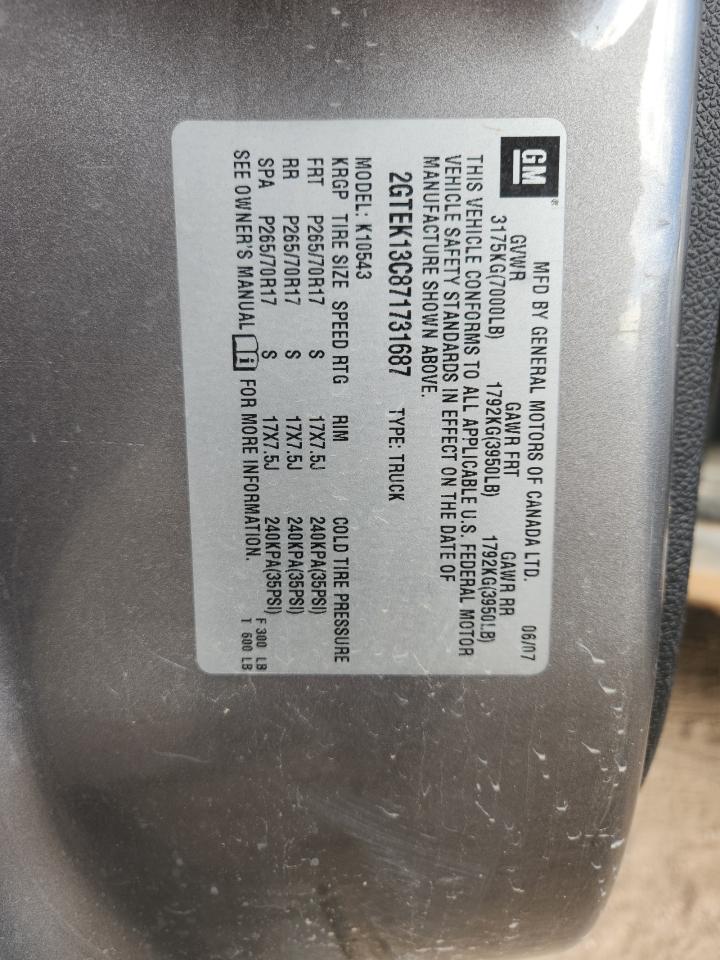 GM ®
MFD BY GENERAL MOTORS OF CANADA LTD. 06/07
GVWR GAWR FRT GAWR RR
3175KG(7000LB) 1792KG(3950LB) 1792KG(3950LB)
THIS VEHICLE CONFORMS TO ALL APPLICABLE U.S. FEDERAL MOTOR
VEHICLE SAFETY STANDARDS IN EFFECT ON THE DATE OF
MANUFACTURE SHOWN ABOVE.
2GTEK13C871731687 TYPE: TRUCK
MODEL: K10543
KRGP TIRE SIZE SPEED RTG RIM COLD TIRE PRESSURE
FRT P265/70R17 S 17X7.5J 240KPA(35PSI)
RR P265/70R17 S 17X7.5J 240KPA(35PSI)
SPA P265/70R17 S 17X7.5J 240KPA(35PSI) F 300 LB
SEE OWNER'S MANUAL i FOR MORE INFORMATION. T 600 LB